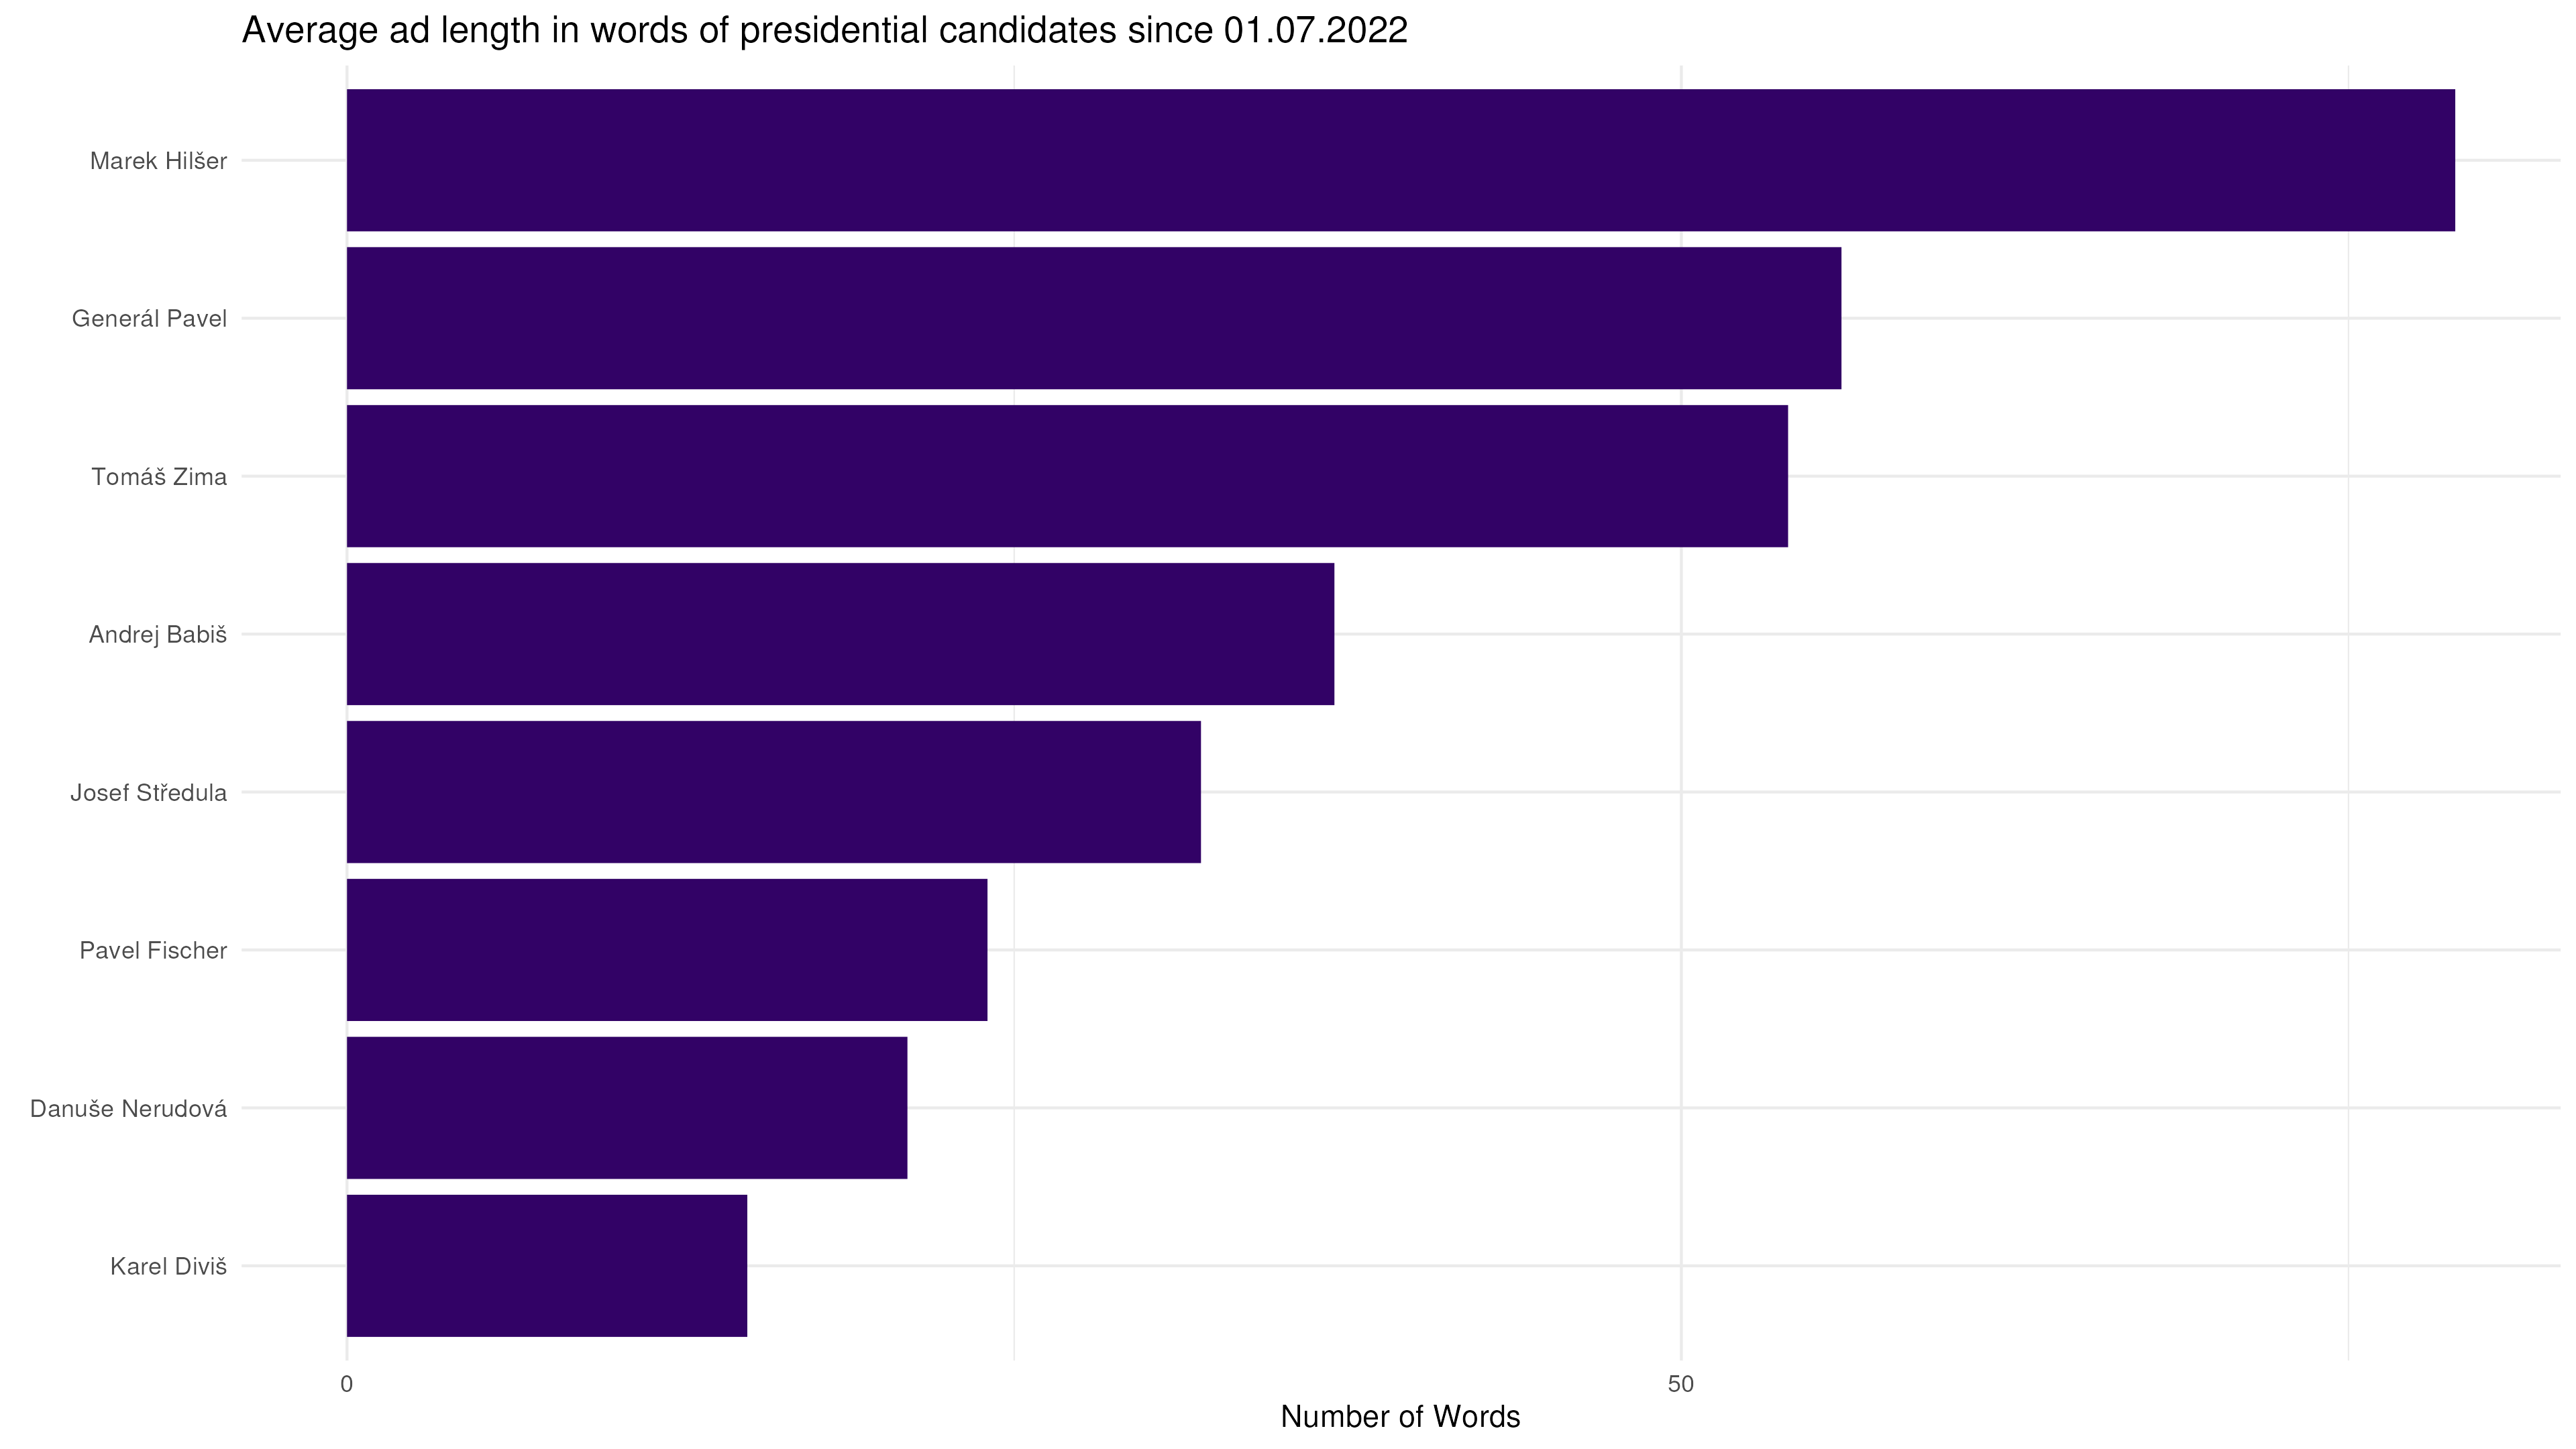 Average ad length in words of presidential candidates since 01.07.2022
Marek Hilšer
Generál Pavel
Tomáš Zima
Andrej Babiš
Josef Středula
Pavel Fischer
Danuše Nerudová
Karel Diviš
0
50
Number of Words